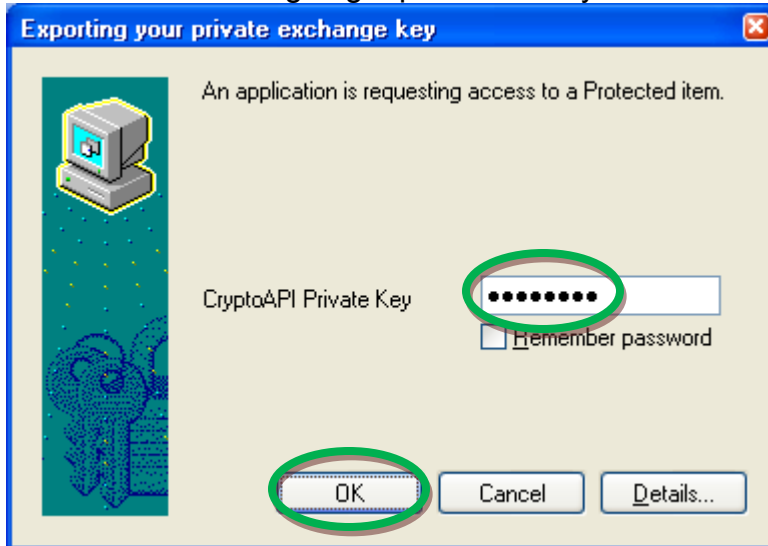 Exporting your private exchange key
An application is requesting access to a Protected item.
CryptoAPI Private Key
●●●●●●●●
Remember password
OK Cancel Details...